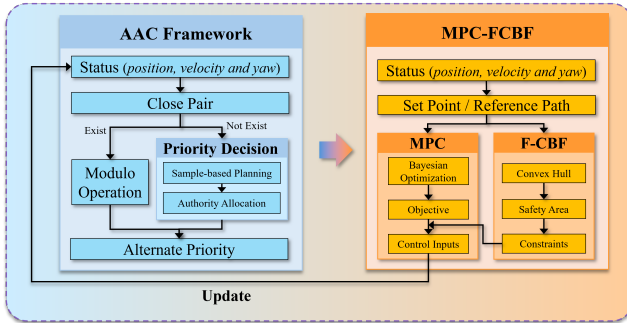 AAC Framework
Status (position, velocity and yaw)
Close Pair
Exist
Not Exist
Modulo
Operation
Priority Decision
Sample-based Planning
Authority Allocation
Alternate Priority
MPC-FCBF
Status (position, velocity and yaw)
Set Point / Reference Path
MPC
Bayesian
Optimization
Objective
Control Inputs
F-CBF
Convex Hull
Safety Area
Constraints
Update